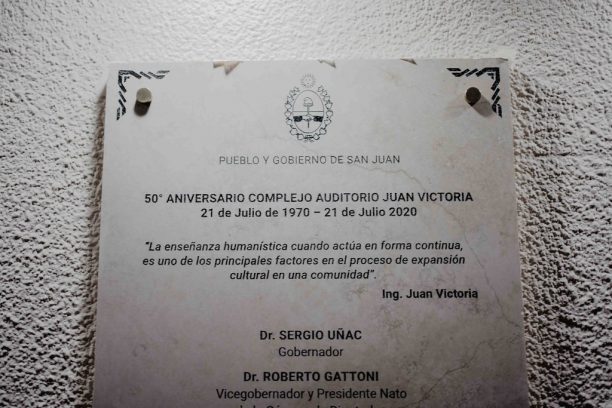 PUEBLO Y GOBIERNO DE SAN JUAN
50° ANIVERSARIO COMPLEJO AUDITORIO JUAN VICTORIA
21 de Julio de 1970 – 21 de Julio 2020
"La enseñanza humanística cuando actúa en forma continua,
es uno de los principales factores en el proceso de expansión
cultural en una comunidad".
Ing. Juan Victoria
Dr. SERGIO UÑAC
Gobernador
Dr. ROBERTO GATTONI
Vicegobernador y Presidente Nato